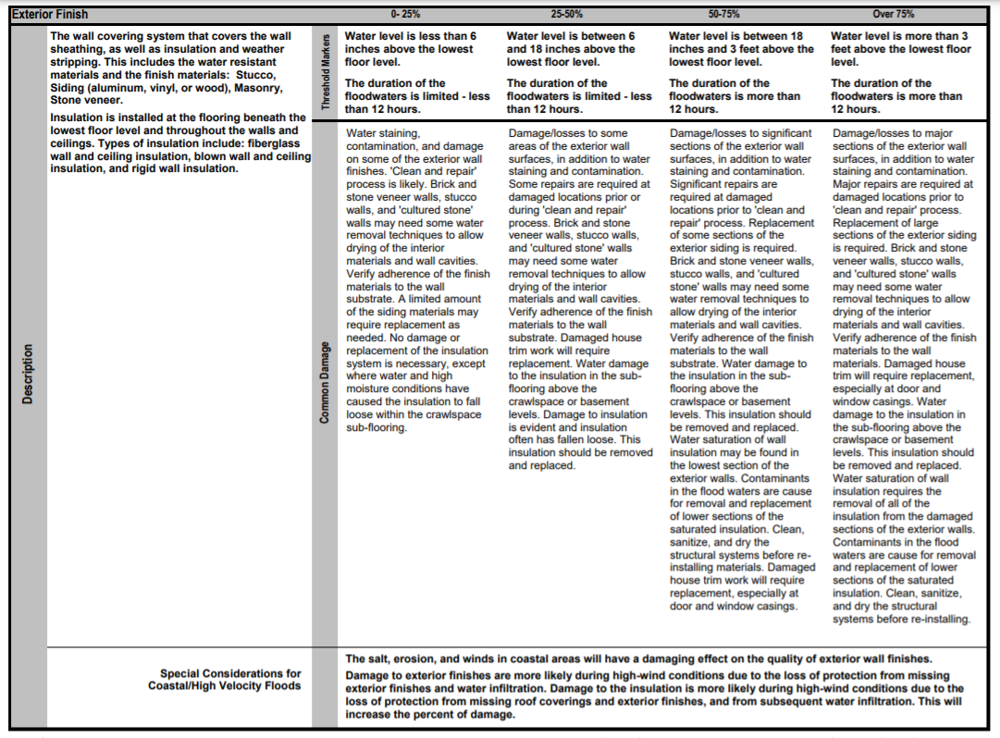 Exterior Finish
0- 25%
25-50%
50-75%
Over 75%
Description
The wall covering system that covers the wall
sheathing, as well as insulation and weather
stripping. This includes the water resistant
materials and the finish materials: Stucco,
Siding (aluminum, vinyl, or wood), Masonry,
Stone veneer.
Insulation is installed at the flooring beneath the
lowest floor level and throughout the walls and
ceilings. Types of insulation include: fiberglass
wall and ceiling insulation, blown wall and ceiling
insulation, and rigid wall insulation.
Threshold Markers
Water level is less than 6
inches above the lowest
floor level.
The duration of the
floodwaters is limited - less
than 12 hours.
Water level is between 6
and 18 inches above the
lowest floor level.
The duration of the
floodwaters is limited - less
than 12 hours.
Water level is between 18
inches and 3 feet above the
lowest floor level.
The duration of the
floodwaters is more than
12 hours.
Water level is more than 3
feet above the lowest floor
level.
The duration of the
floodwaters is more than
12 hours.
Common Damage
Water staining,
contamination, and damage
on some of the exterior wall
finishes. 'Clean and repair'
process is likely. Brick and
stone veneer walls, stucco
walls, and 'cultured stone'
walls may need some water
removal techniques to allow
drying of the interior
materials and wall cavities.
Verify adherence of the finish
materials to the wall
substrate. A limited amount
of the siding materials may
require replacement as
needed. No damage or
replacement of the insulation
system is necessary, except
where water and high
moisture conditions have
caused the insulation to fall
loose within the crawlspace
sub-flooring.
Damage/losses to some
areas of the exterior wall
surfaces, in addition to water
staining and contamination.
Some repairs are required at
damaged locations prior or
during 'clean and repair'
process. Brick and stone
veneer walls, stucco walls,
and 'cultured stone' walls
may need some water
removal techniques to allow
drying of the interior
materials and wall cavities.
Verify adherence of the finish
materials to the wall
substrate. Damaged house
trim work will require
replacement. Water damage
to the insulation in the sub-
flooring above the
crawlspace or basement
levels. Damage to insulation
is evident and insulation
often has fallen loose. This
insulation should be removed
and replaced.
Damage/losses to significant
sections of the exterior wall
surfaces, in addition to water
staining and contamination.
Significant repairs are
required at damaged
locations prior to 'clean and
repair' process. Replacement
of some sections of the
exterior siding is required.
Brick and stone veneer walls,
stucco walls, and 'cultured
stone' walls may need some
water removal techniques to
allow drying of the interior
materials and wall cavities.
Verify adherence of the finish
materials to the wall
substrate. Water damage to
the insulation in the sub-
flooring above the
crawlspace or basement
levels. This insulation should
be removed and replaced.
Water saturation of wall
insulation may be found in
the lowest section of the
exterior walls. Contaminants
in the flood waters are cause
for removal and replacement
of lower sections of the
saturated insulation. Clean,
sanitize, and dry the
structural systems before re-
installing materials. Damaged
house trim work will require
replacement, especially at
door and window casings.
Damage/losses to major
sections of the exterior wall
surfaces, in addition to water
staining and contamination.
Major repairs are required at
damaged locations prior to
'clean and repair' process.
Replacement of large
sections of the exterior siding
is required. Brick and stone
veneer walls, stucco walls,
and 'cultured stone' walls
may need some water
removal techniques to allow
drying of the interior
materials and wall cavities.
Verify adherence of the finish
materials to the wall
materials. Damaged house
trim will require replacement,
especially at door and
window casings. Water
damage to the insulation in
the sub-flooring above the
crawlspace or basement
levels. This insulation should
be removed and replaced.
Water saturation of wall
insulation requires the
removal of all of the
insulation from the damaged
sections of the exterior walls.
Contaminants in the flood
waters are cause for removal
and replacement of lower
sections of the saturated
insulation. Clean, sanitize,
and dry the structural
systems before re-installing.
Special Considerations for
Coastal/High Velocity Floods
The salt, erosion, and winds in coastal areas will have a damaging effect on the quality of exterior wall finishes.
Damage to exterior finishes are more likely during high-wind conditions due to the loss of protection from missing
exterior finishes and water infiltration. Damage to the insulation is more likely during high-wind conditions due to the
loss of protection from missing roof coverings and exterior finishes, and from subsequent water infiltration. This will
increase the percent of damage.